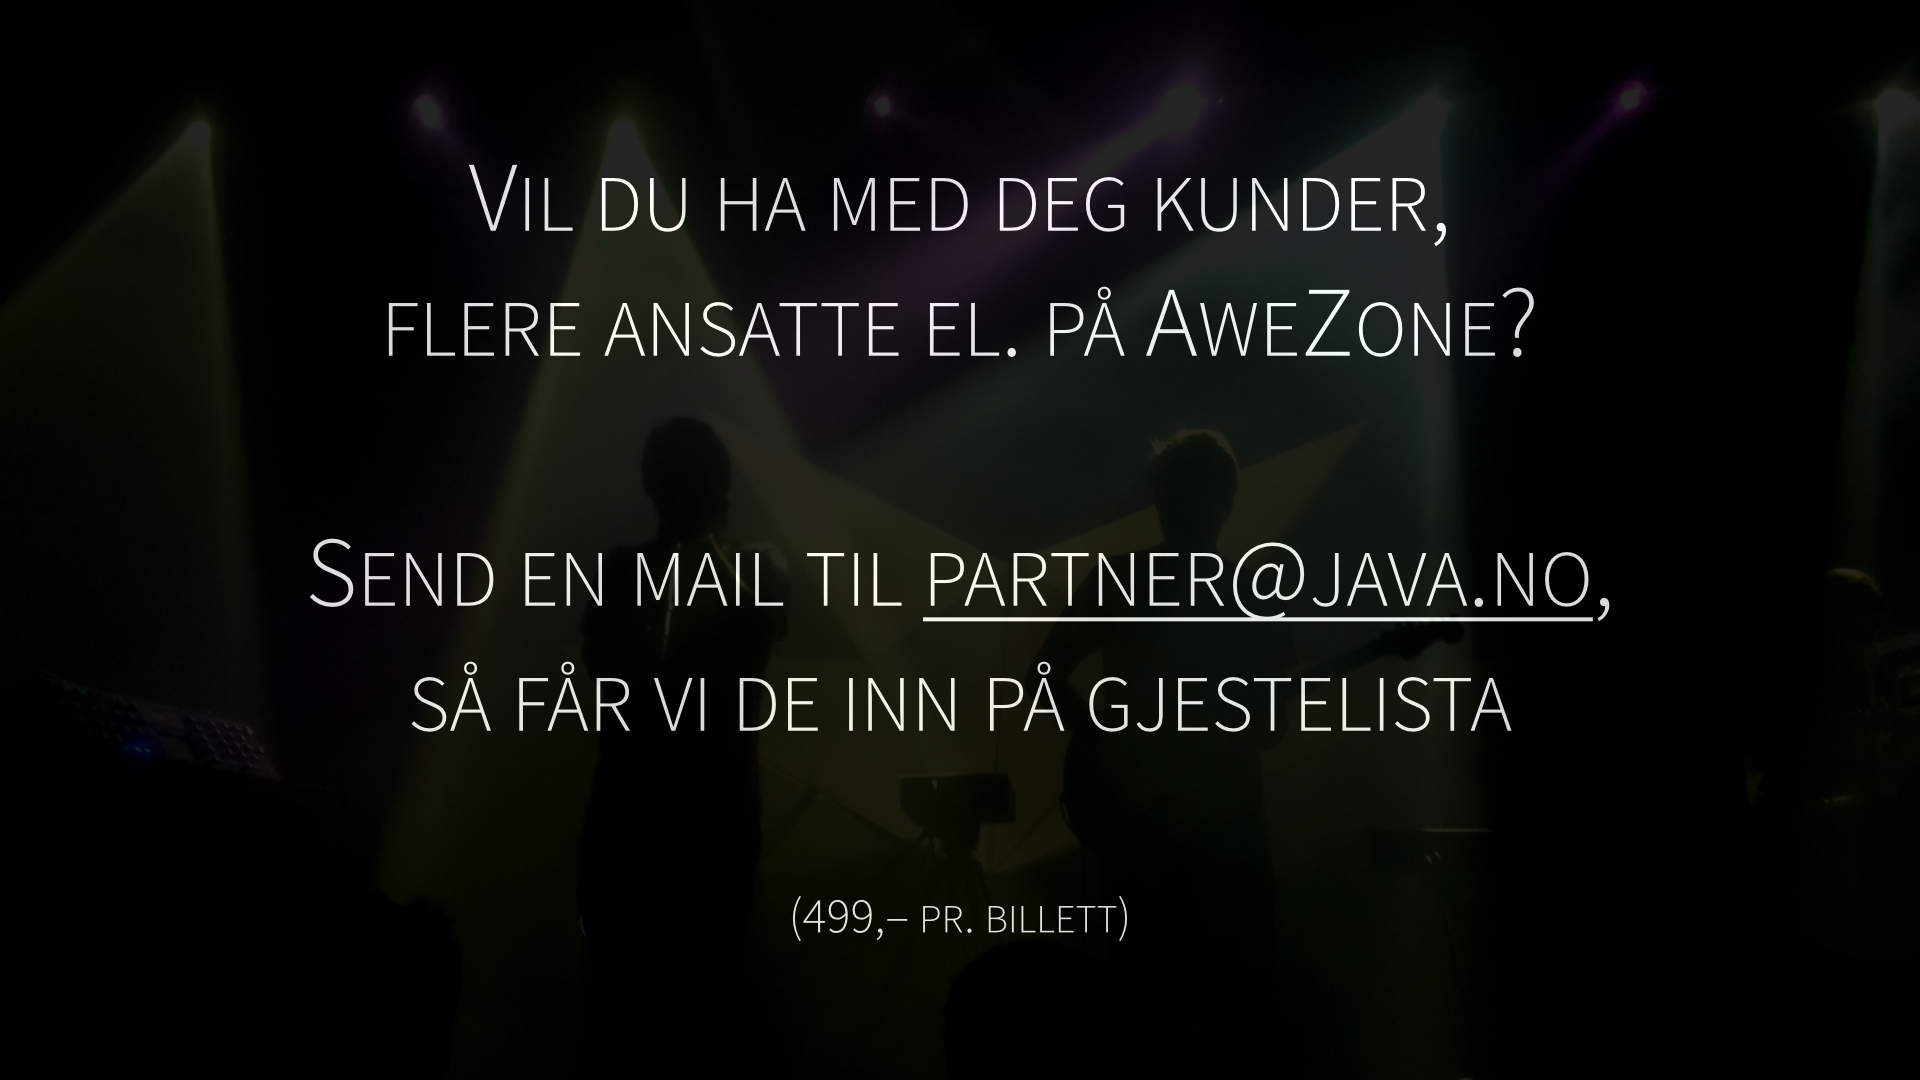 Vil du ha med deg kunder,
flere ansatte el. på AweZone?
Send en mail til partner@java.no,
så får vi de inn på gjestelista
(499,– pr. billett)